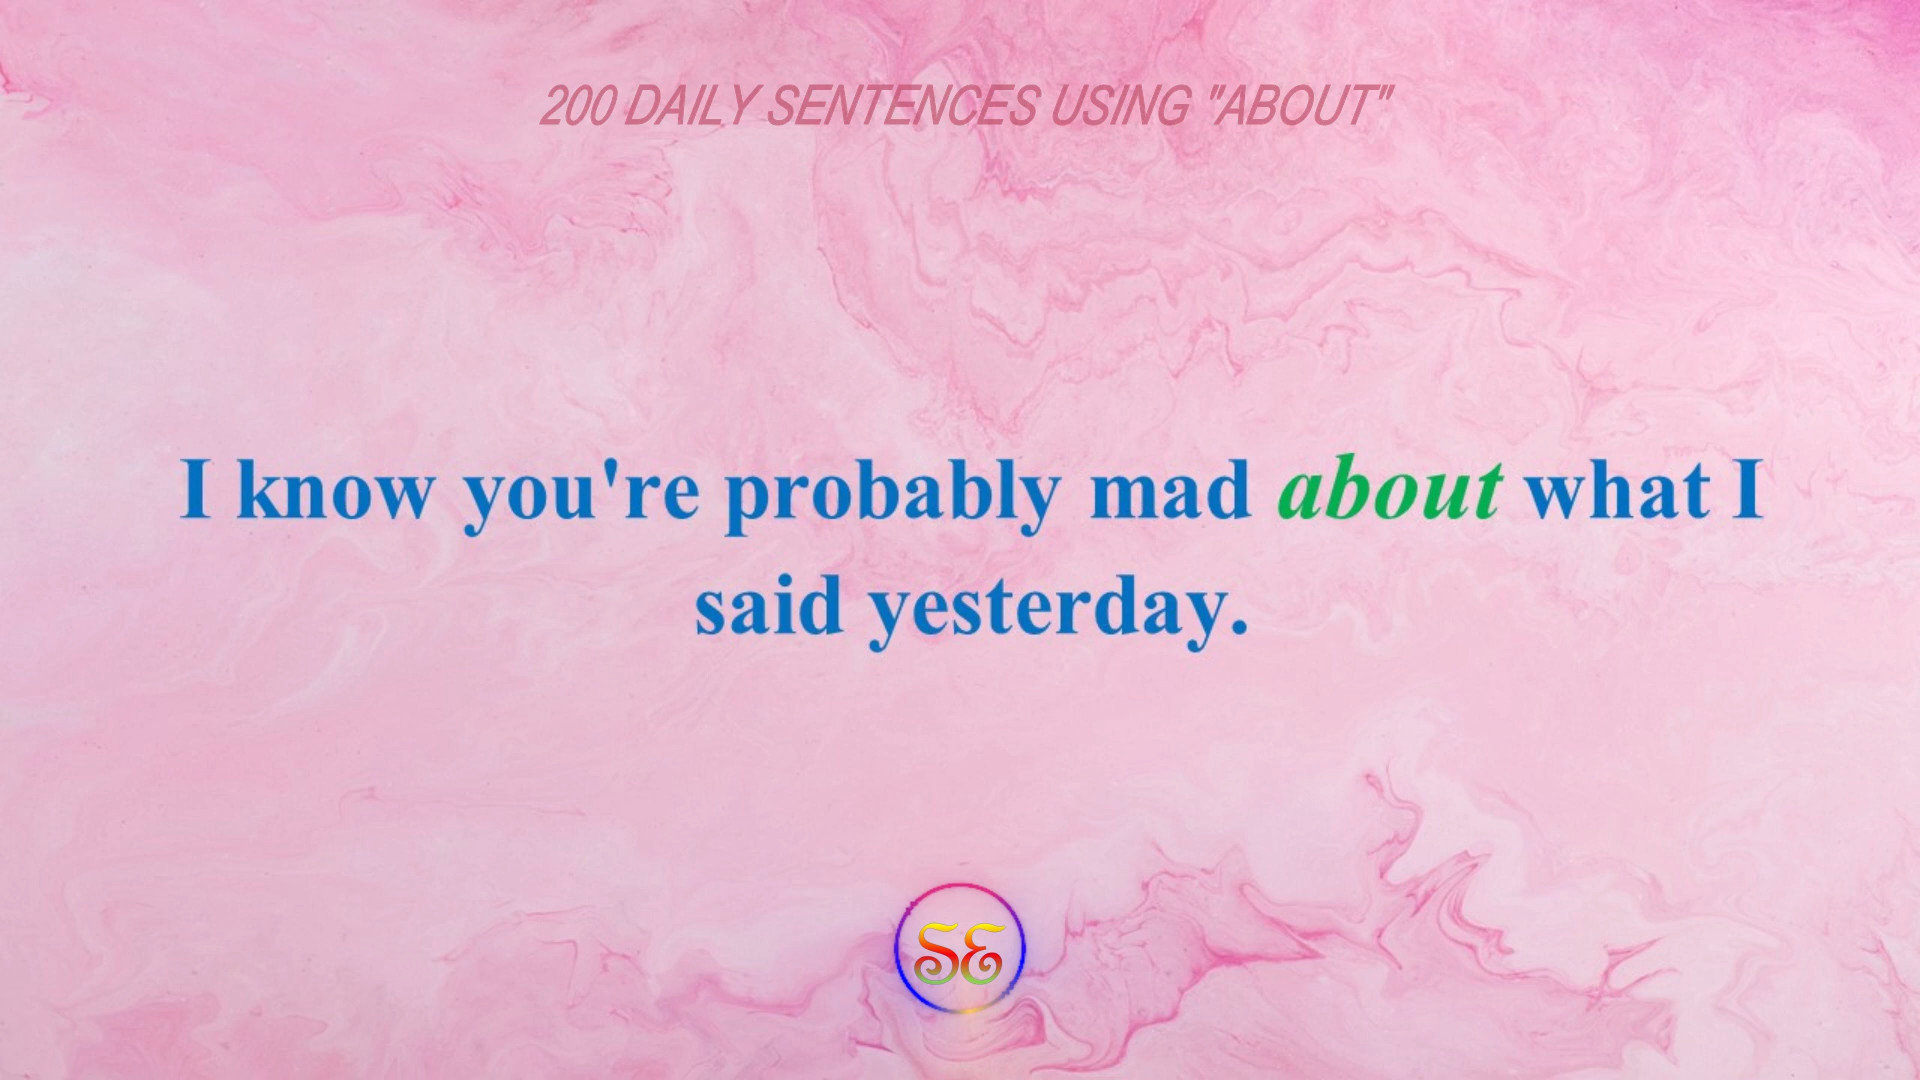 200 DAILY SENTENCES USING "ABOUT"
I know you're probably mad about what I
said yesterday.
SE